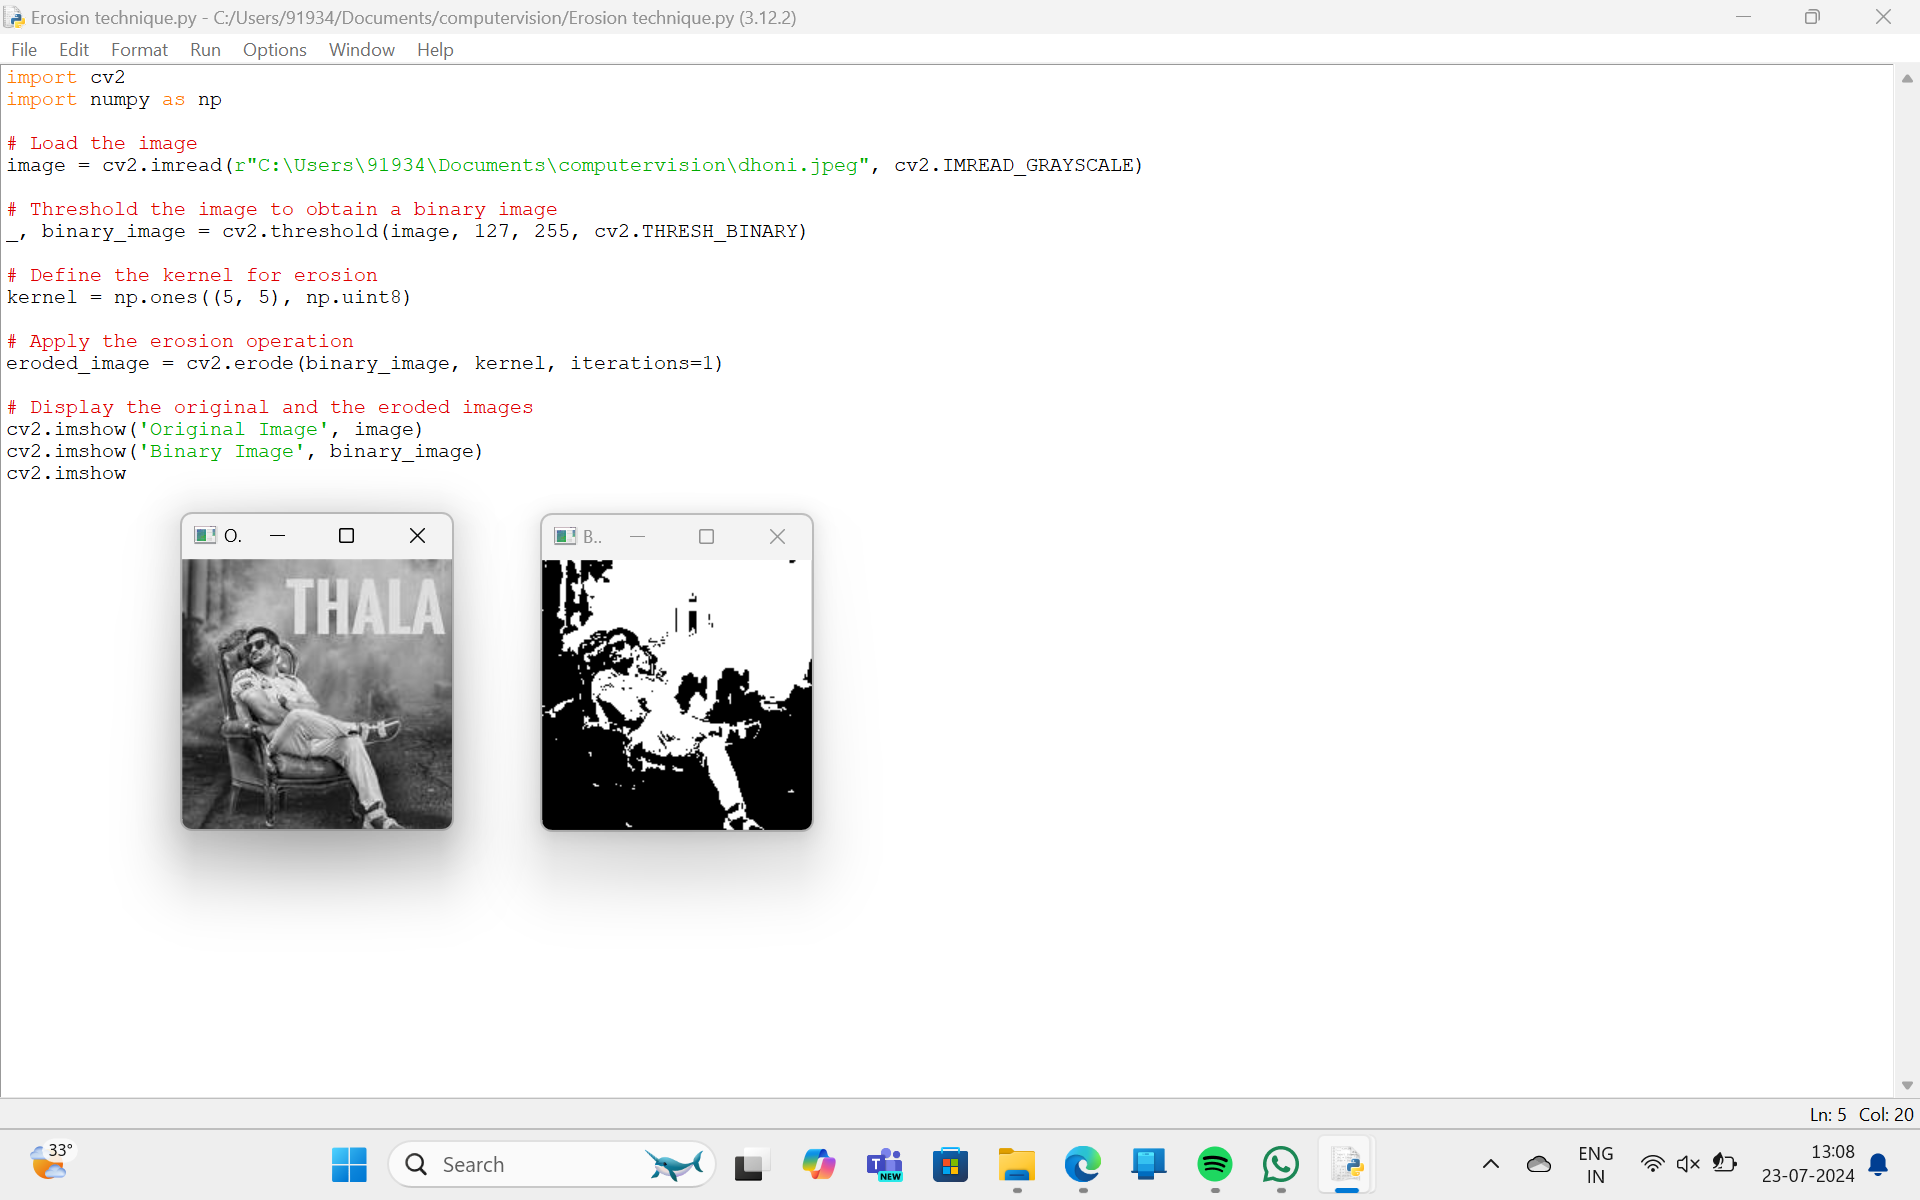 Erosion technique.py - C:/Users/91934/Documents/computervision/Erosion technique.py (3.12.2)
File Edit Format Run Options Window Help
import cv2
import numpy as np
# Load the image
image = cv2.imread(r"C:\Users\91934\Documents\computervision\dhoni.jpeg", cv2.IMREAD_GRAYSCALE)
# Threshold the image to obtain a binary image
_, binary_image = cv2.threshold(image, 127, 255, cv2.THRESH_BINARY)
# Define the kernel for erosion
kernel = np.ones((5, 5), np.uint8)
# Apply the erosion operation
eroded_image = cv2.erode(binary_image, kernel, iterations=1)
# Display the original and the eroded images
cv2.imshow('Original Image', image)
cv2.imshow('Binary Image', binary_image)
cv2.imshow
O.
B..
THALA
Ln: 5 Col: 20
33°
Search
NEW
ENG
IN
13:08
23-07-2024